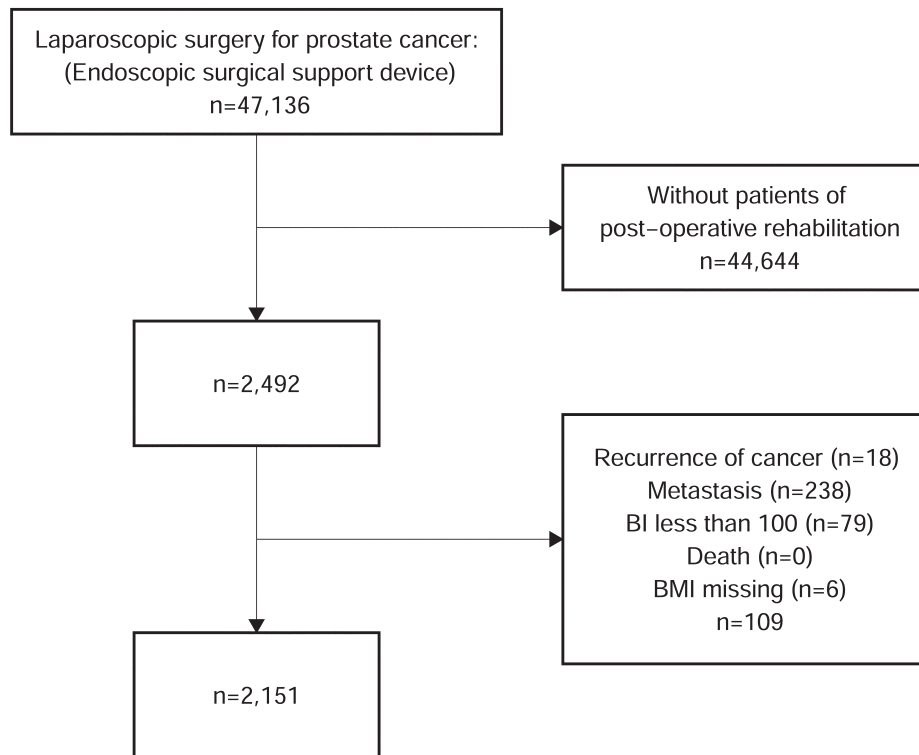 Laparoscopic surgery for prostate cancer:
(Endoscopic surgical support device)
n=47,136
Without patients of
post−operative rehabilitation
n=44,644
n=2,492
Recurrence of cancer (n=18)
Metastasis (n=238)
BI less than 100 (n=79)
Death (n=0)
BMI missing (n=6)
n=109
n=2,151